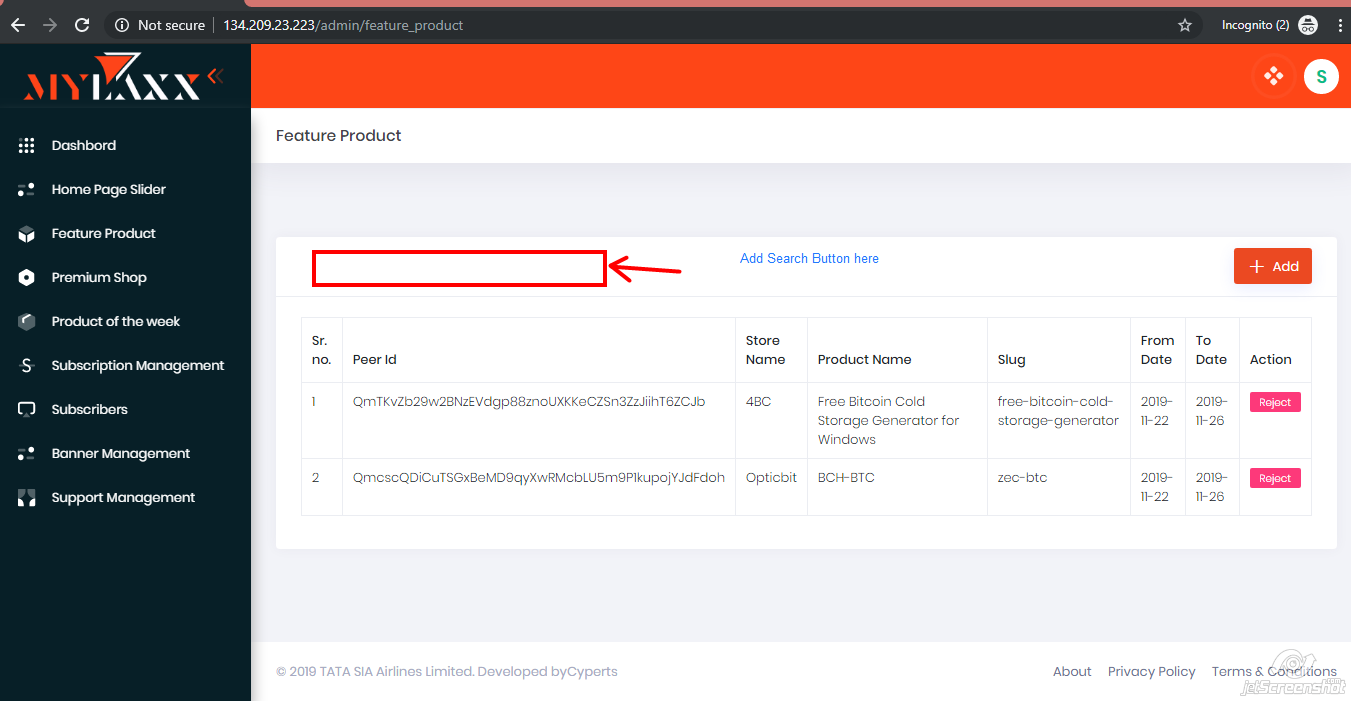 Not secure | 134.209.23.223/admin/feature_product
Incognito (2)
MYTAXX
S
Dashbord
Home Page Slider
Feature Product
Premium Shop
Product of the week
Subscription Management
Subscribers
Banner Management
Support Management
Feature Product
Add Search Button here
+ Add
Sr. no. Peer Id Store Name Product Name Slug From Date To Date Action
1 QmTKvZb29w2BNzEVdgp88znoUXKKeCZSn3ZzJiihT6ZCJb 4BC Free Bitcoin Cold Storage Generator for Windows free-bitcoin-cold-storage-generator 2019-11-22 2019-11-26 Reject
2 QmcscQDiCuTSGxBeMD9qyXwRMcbLU5m9P1kupojYJdFdoh Opticbit BCH-BTC zec-btc 2019-11-22 2019-11-26 Reject
© 2019 TATA SIA Airlines Limited. Developed byCyperts
About Privacy Policy Terms & Conditions
jetScreenshot.com